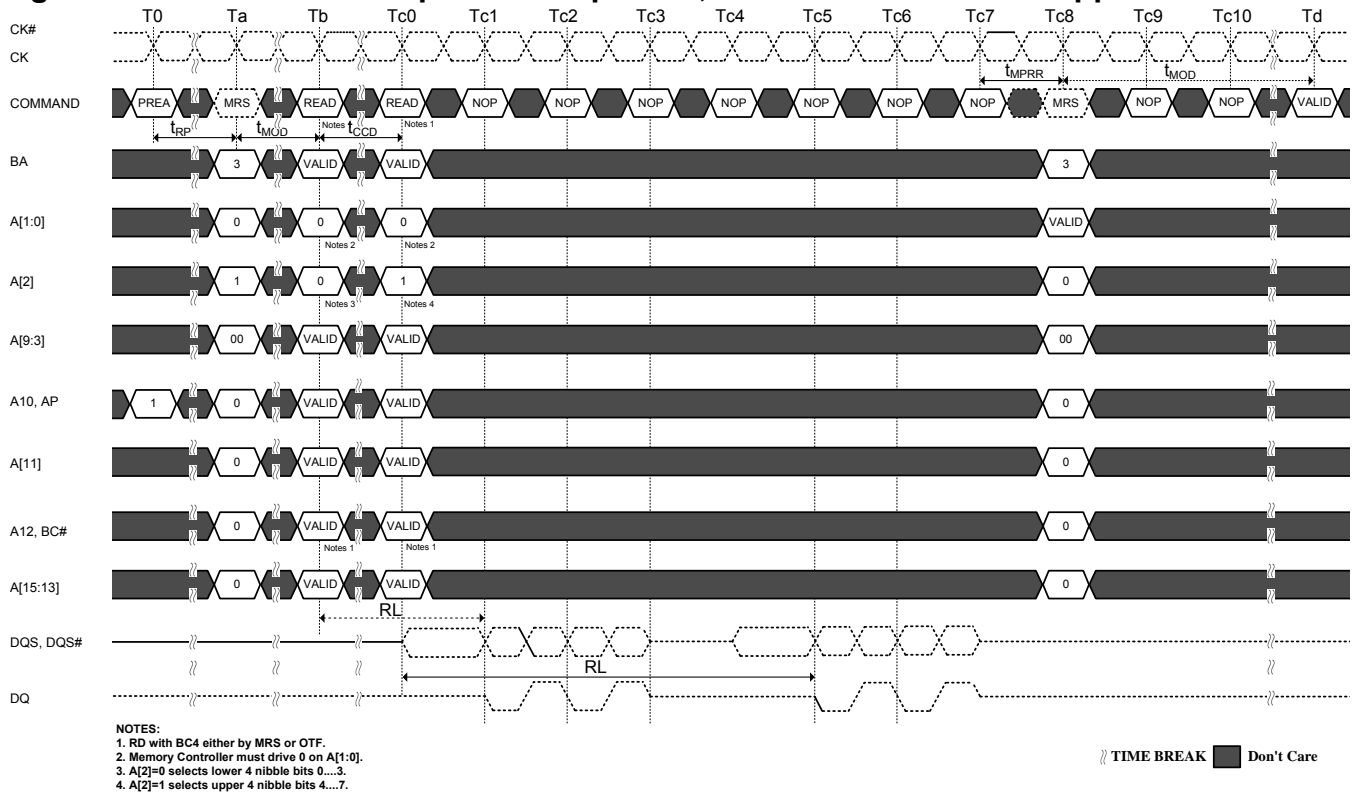 T0 Ta Tb Tc0 Tc1 Tc2 Tc3 Tc4 Tc5 Tc6 Tc7 Tc8 Tc9 Tc10 Td
CK#
CK
tMPRR tMOD
COMMAND PREA MRS READ READ NOP NOP NOP NOP NOP NOP NOP MRS NOP NOP VALID
Notes 1 Notes 1
tRP tMOD tCCD
BA 3 VALID VALID 3
A[1:0] 0 0 0 VALID
Notes 2 Notes 2
A[2] 1 0 1 0
Notes 3 Notes 4
A[9:3] 00 VALID VALID 00
A10, AP 1 0 VALID VALID 0
A[11] 0 VALID VALID 0
A12, BC# 0 VALID VALID 0
Notes 1 Notes 1
A[15:13] 0 VALID VALID 0
RL
DQS, DQS#
RL
DQ
NOTES:
1. RD with BC4 either by MRS or OTF.
2. Memory Controller must drive 0 on A[1:0].
3. A[2]=0 selects lower 4 nibble bits 0....3.
4. A[2]=1 selects upper 4 nibble bits 4....7.
TIME BREAK Don't Care